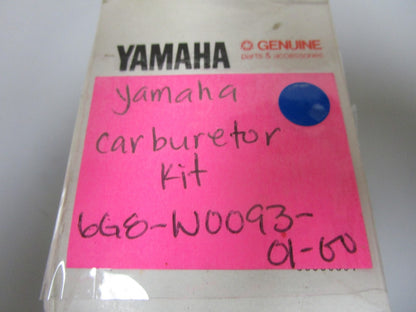 YAMAHA
GENUINE
parts & accessories
Yamaha
carburetor
kit
6G8-W0093-
01-00